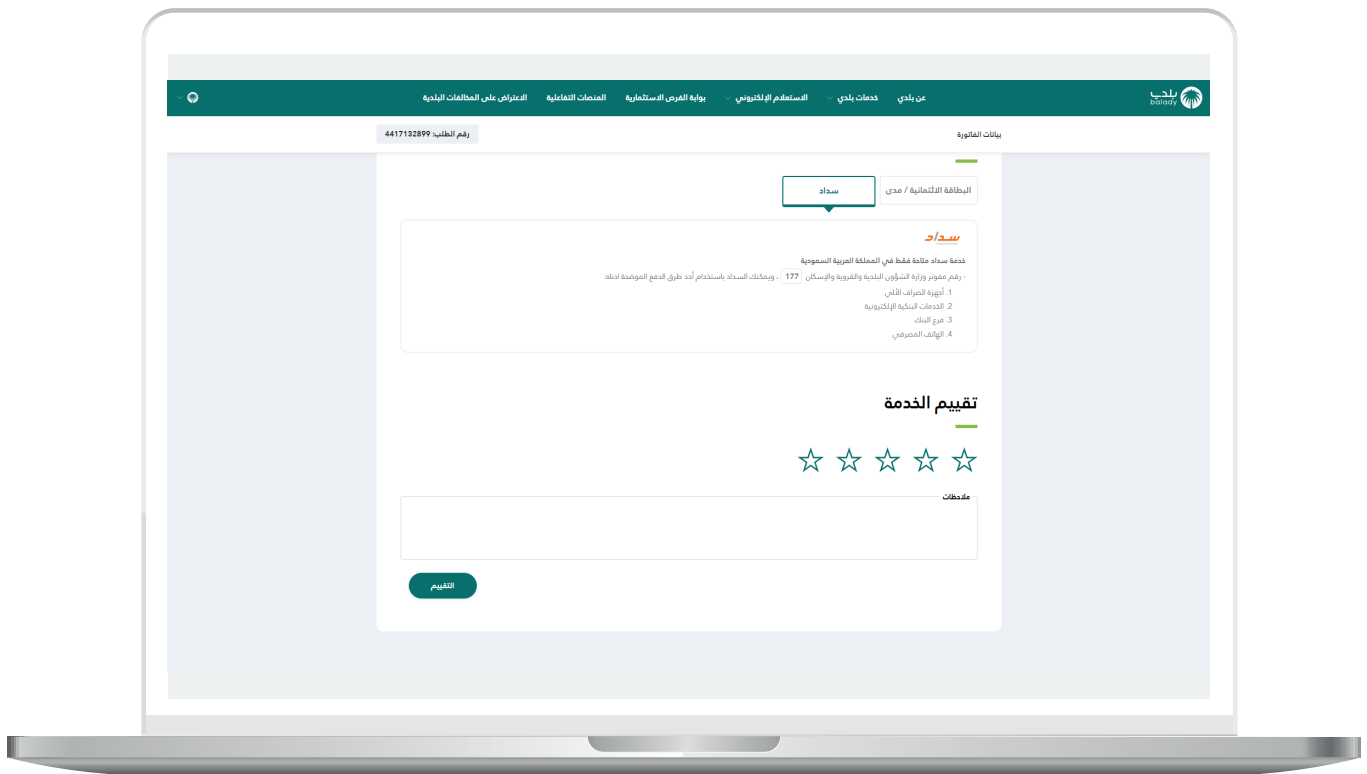 بلدي
balady
عن بلدي
خدمات بلدي
الاستعلام الإلكتروني
بوابة الفرص الاستثمارية
المنصات التفاعلية
الاعتراض على المخالفات البلدية
بيانات الفاتورة
رقم الطلب: 4417132899
البطاقة الائتمانية / مدى
سداد
سداد
خدمة سداد متاحة فقط في المملكة العربية السعودية
- رقم مفوتر وزارة الشؤون البلدية والقروية والإسكان 177 ، ويمكنك السداد باستخدام أحد طرق الدفع الموضحة ادناه:
1. أجهزة الصراف الآلي
2. الخدمات البنكية الإلكترونية
3. فرع البنك
4. الهاتف المصرفي
تقييم الخدمة
ملاحظات
التقييم